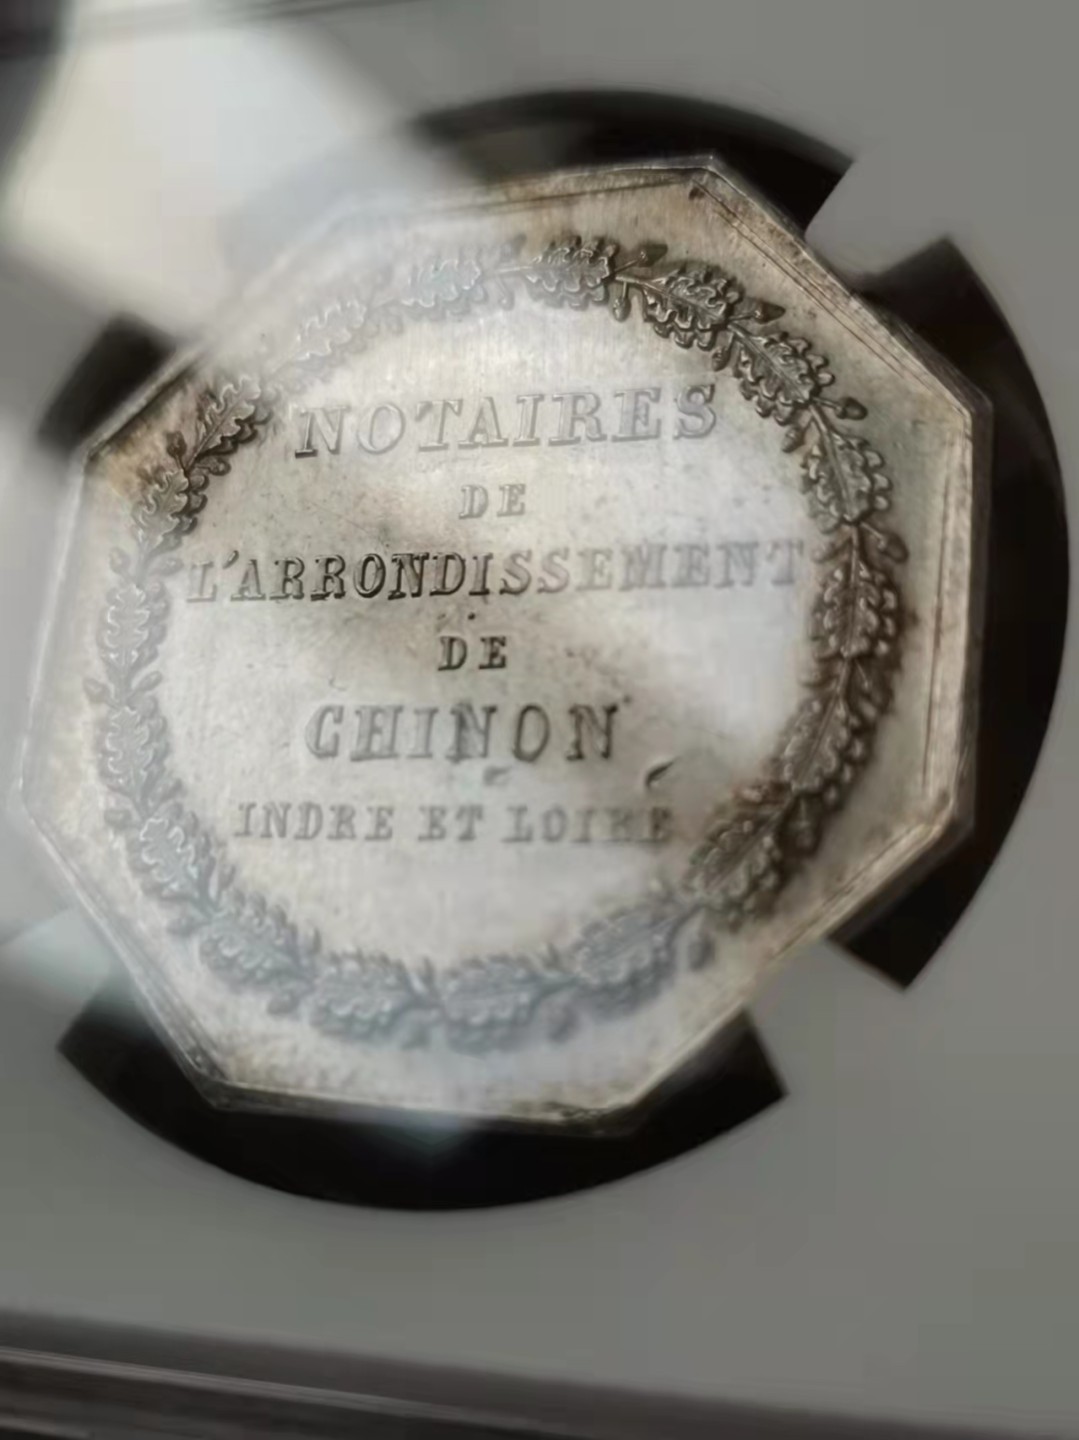 NOTAIRES
DE
L'ARRONDISSEMENT
DE
CHINON
INDRE ET LOIRE